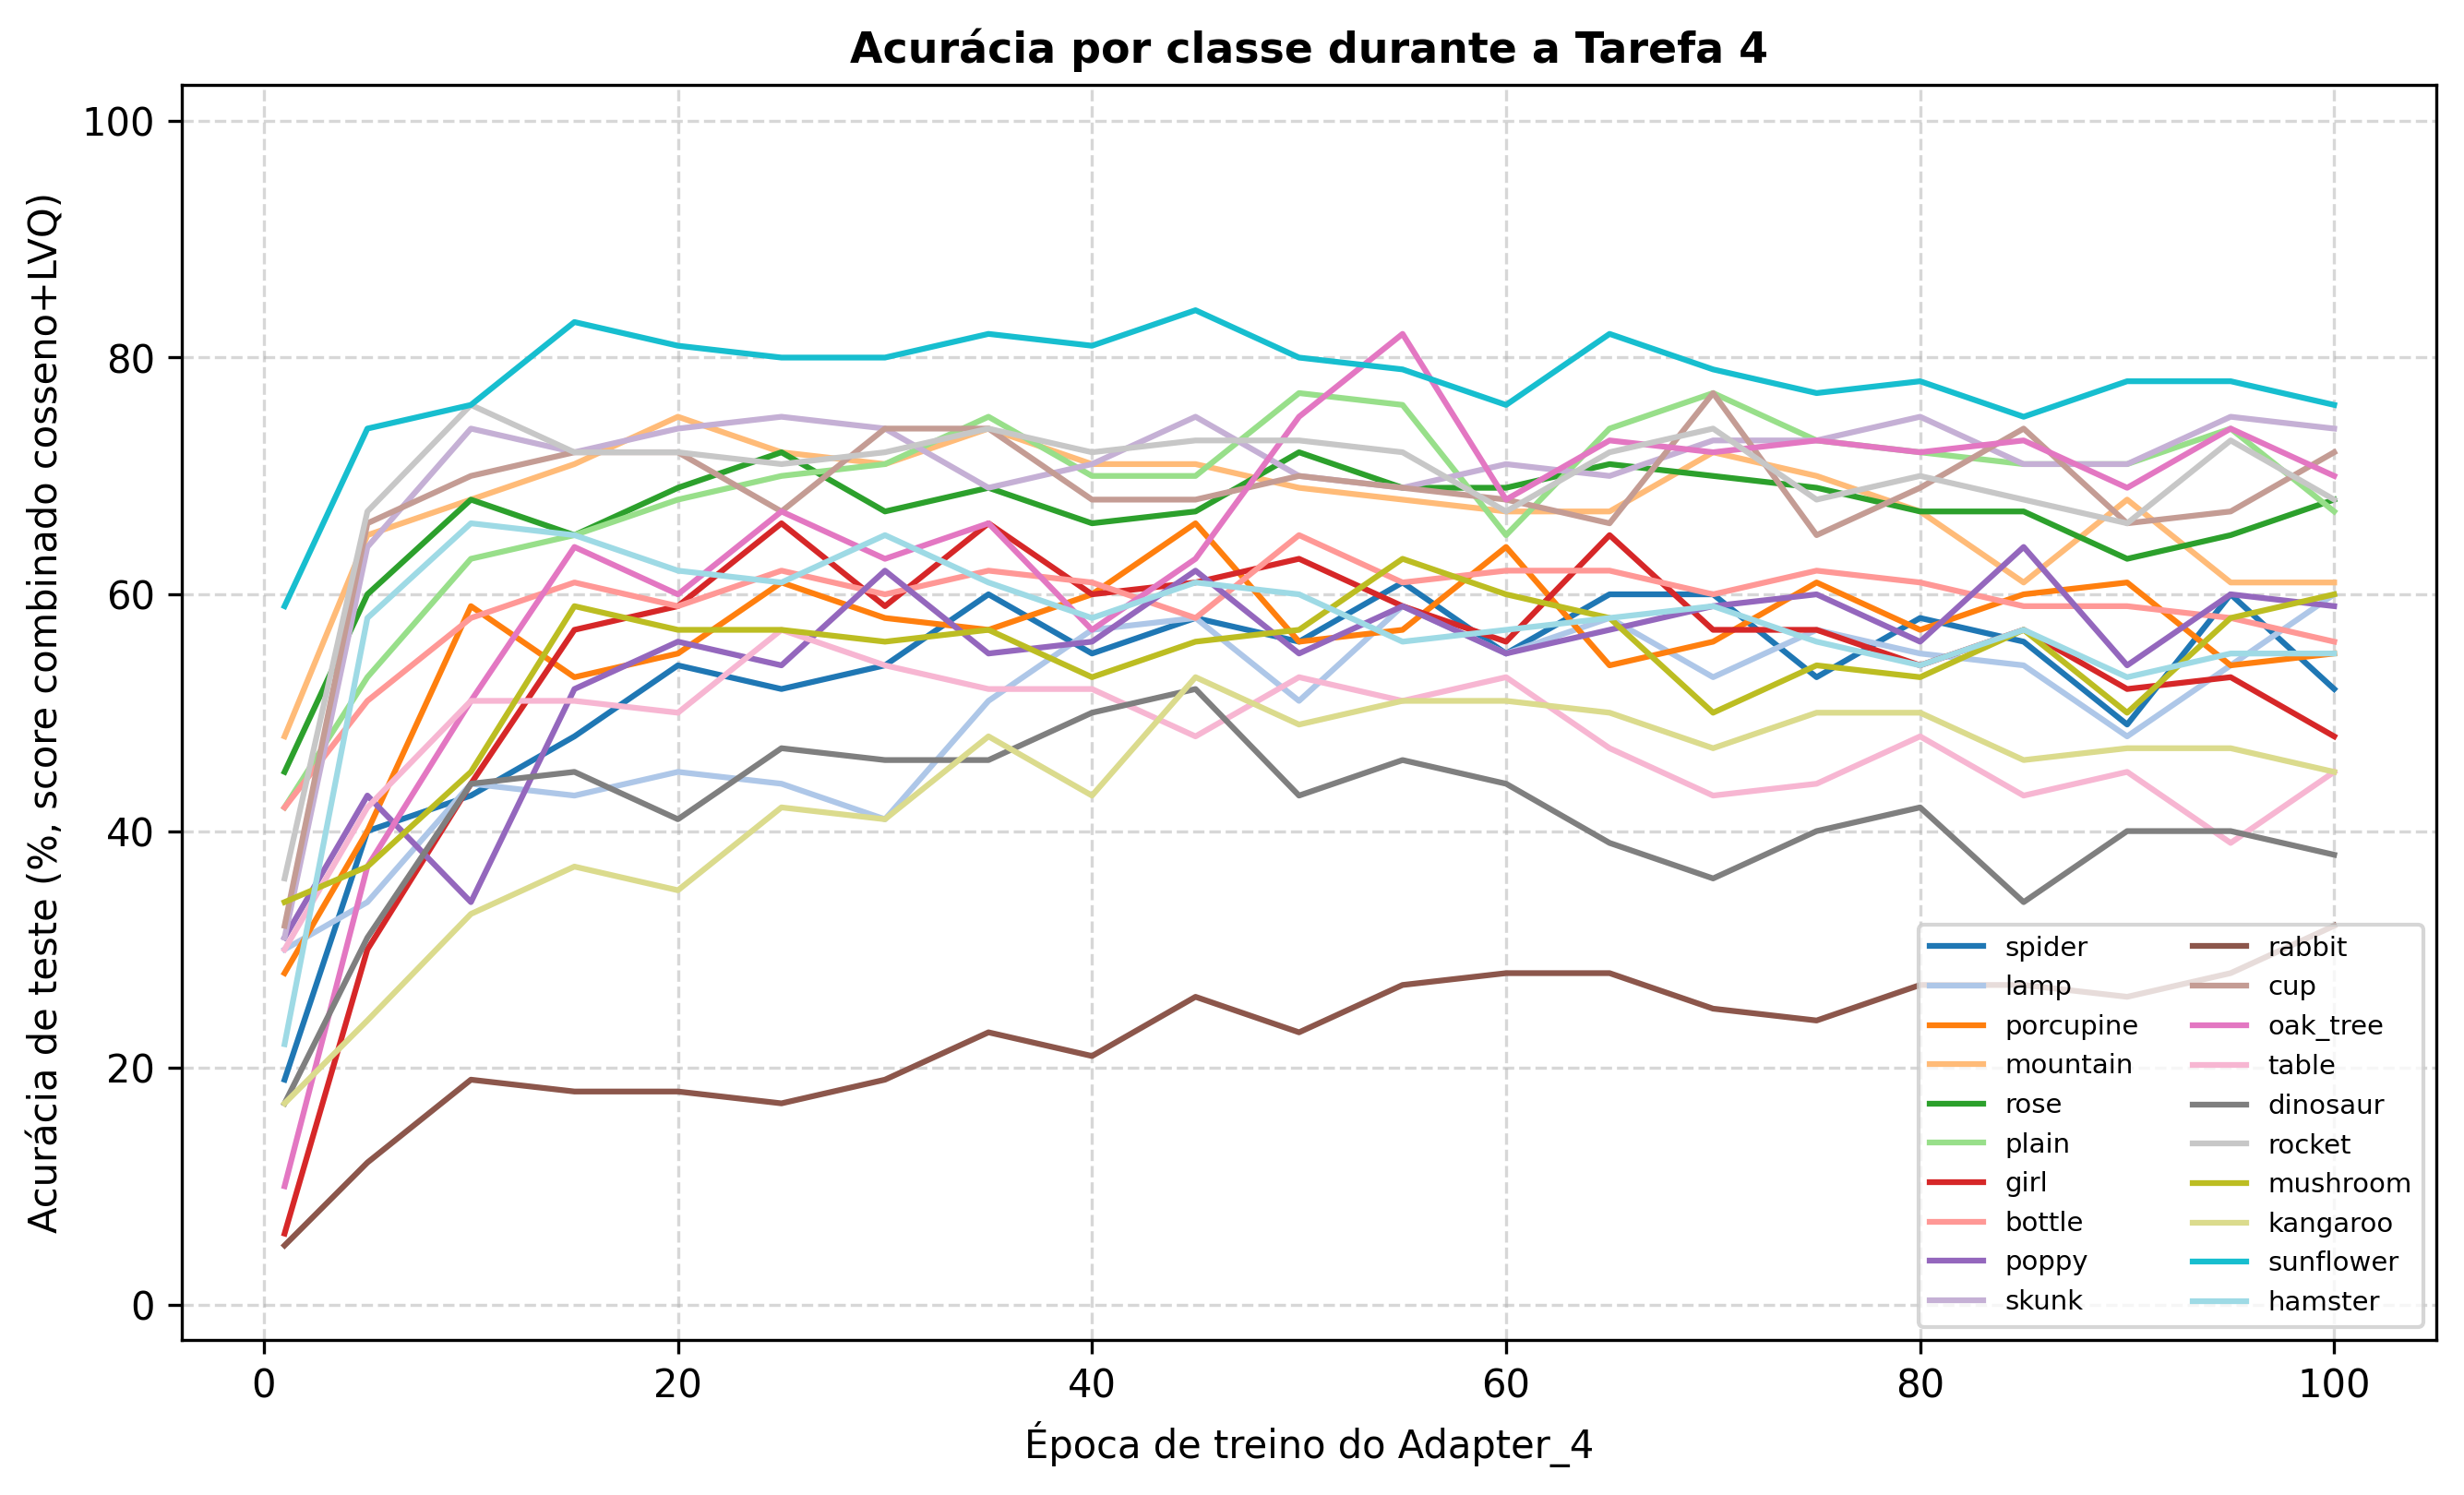 Acurácia por classe durante a Tarefa 4
Acurácia de teste (%, score combinado cosseno+LVQ)
100
80
60
40
20
0
0 20 40 60 80 100
Época de treino do Adapter_4
spider
lamp
porcupine
mountain
rose
plain
girl
bottle
poppy
skunk
rabbit
cup
oak_tree
table
dinosaur
rocket
mushroom
kangaroo
sunflower
hamster